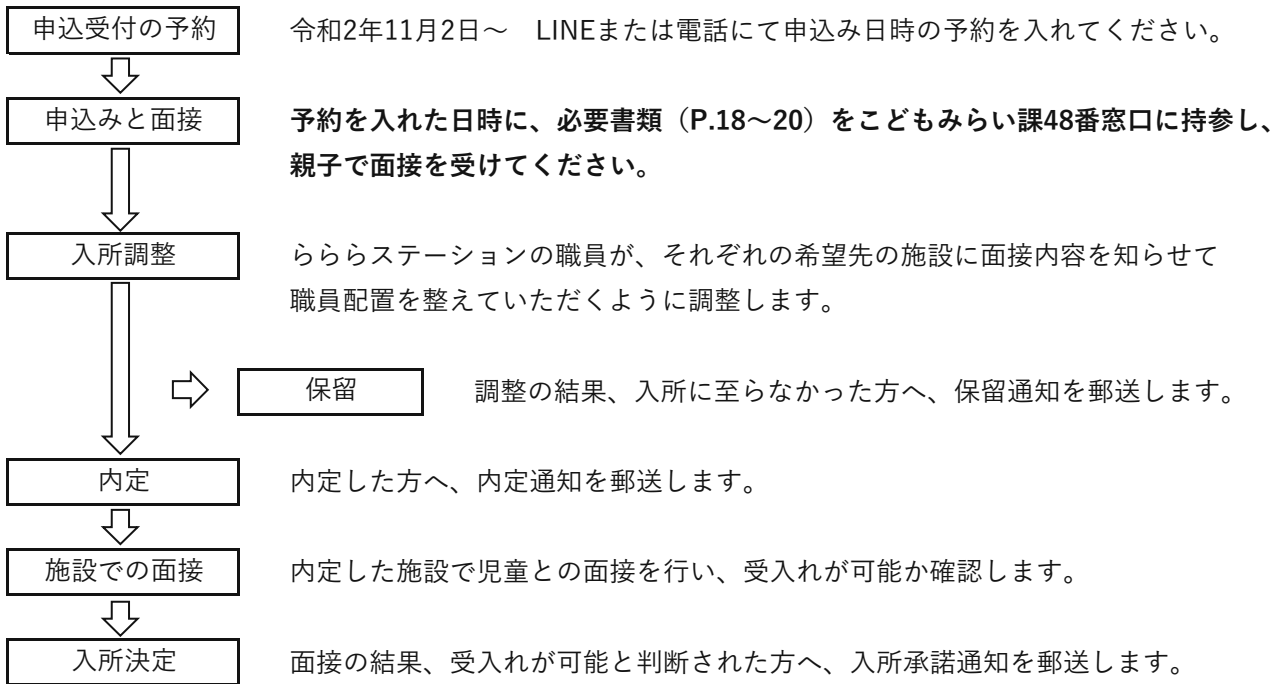 申込受付の予約
令和2年11月2日～　LINEまたは電話にて申込み日時の予約を入れてください。
申込みと面接
予約を入れた日時に、必要書類（P.18～20）をこどもみらい課48番窓口に持参し、
親子で面接を受けてください。
入所調整
らららステーションの職員が、それぞれの希望先の施設に面接内容を知らせて
職員配置を整えていただくように調整します。
保留
調整の結果、入所に至らなかった方へ、保留通知を郵送します。
内定
内定した方へ、内定通知を郵送します。
施設での面接
内定した施設で児童との面接を行い、受入れが可能か確認します。
入所決定
面接の結果、受入れが可能と判断された方へ、入所承諾通知を郵送します。